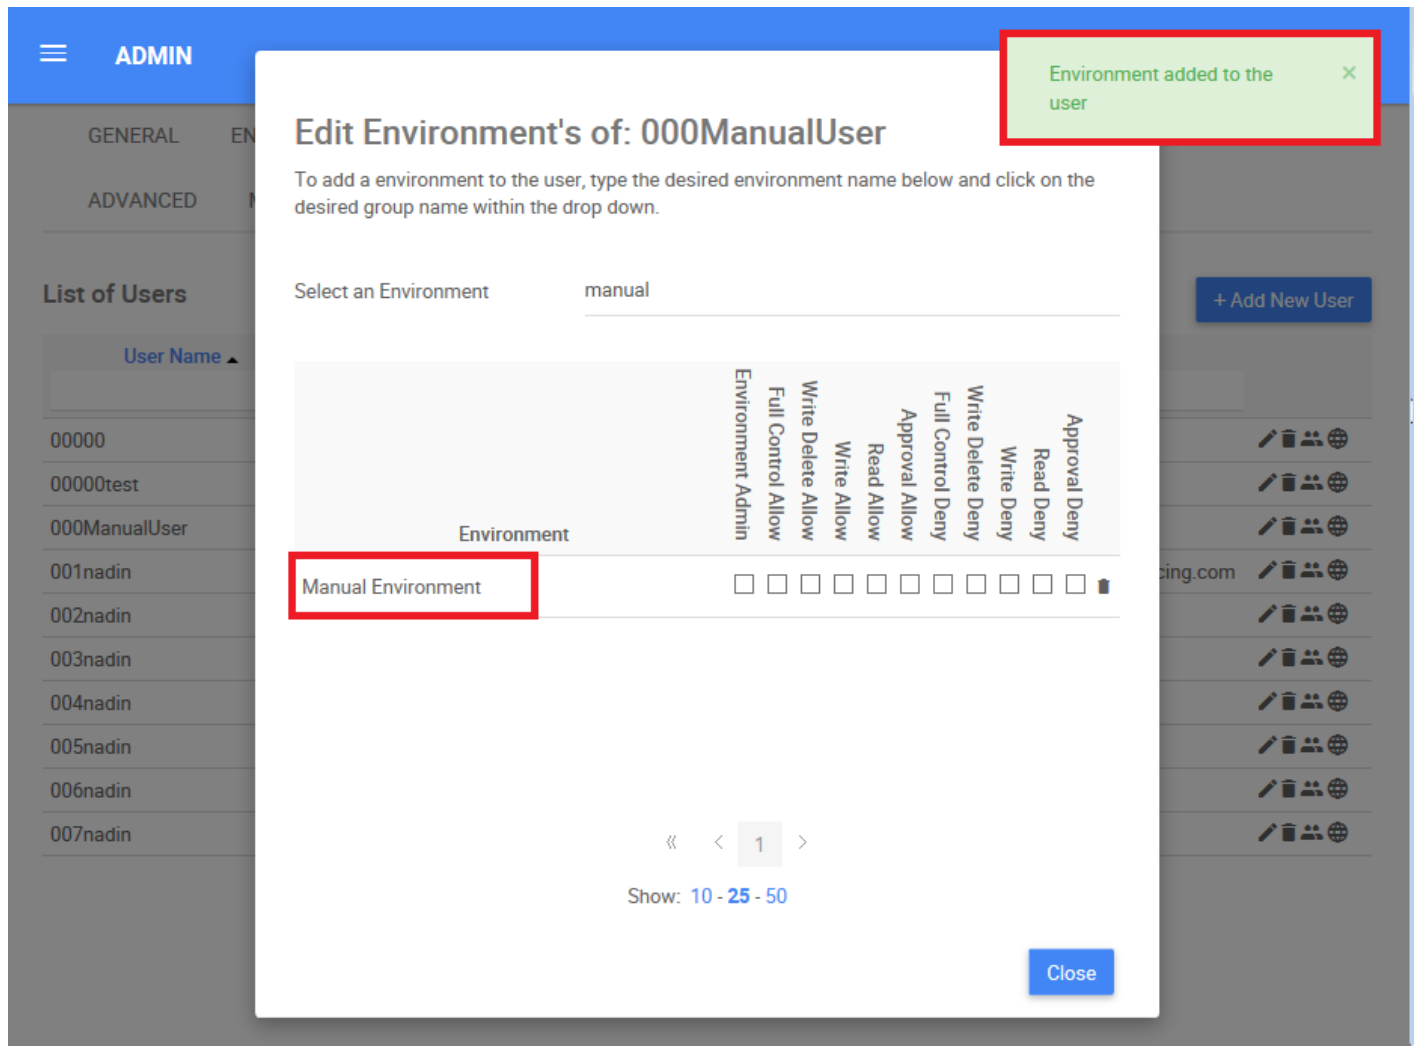 ADMIN
Environment added to the
user
GENERAL
EN
Edit Environment's of: 000ManualUser
To add a environment to the user, type the desired environment name below and click on the
desired group name within the drop down.
ADVANCED
List of Users
Select an Environment
manual
+ Add New User
User Name
Environment
Environment Admin
Full Control Allow
Write Delete Allow
Write Allow
Read Allow
Approval Allow
Full Control Deny
Write Delete Deny
Write Deny
Read Deny
Approval Deny
Manual Environment
00000
00000test
000ManualUser
001nadin
cing.com
002nadin
003nadin
004nadin
005nadin
006nadin
007nadin
1
Show: 10 - 25 - 50
Close